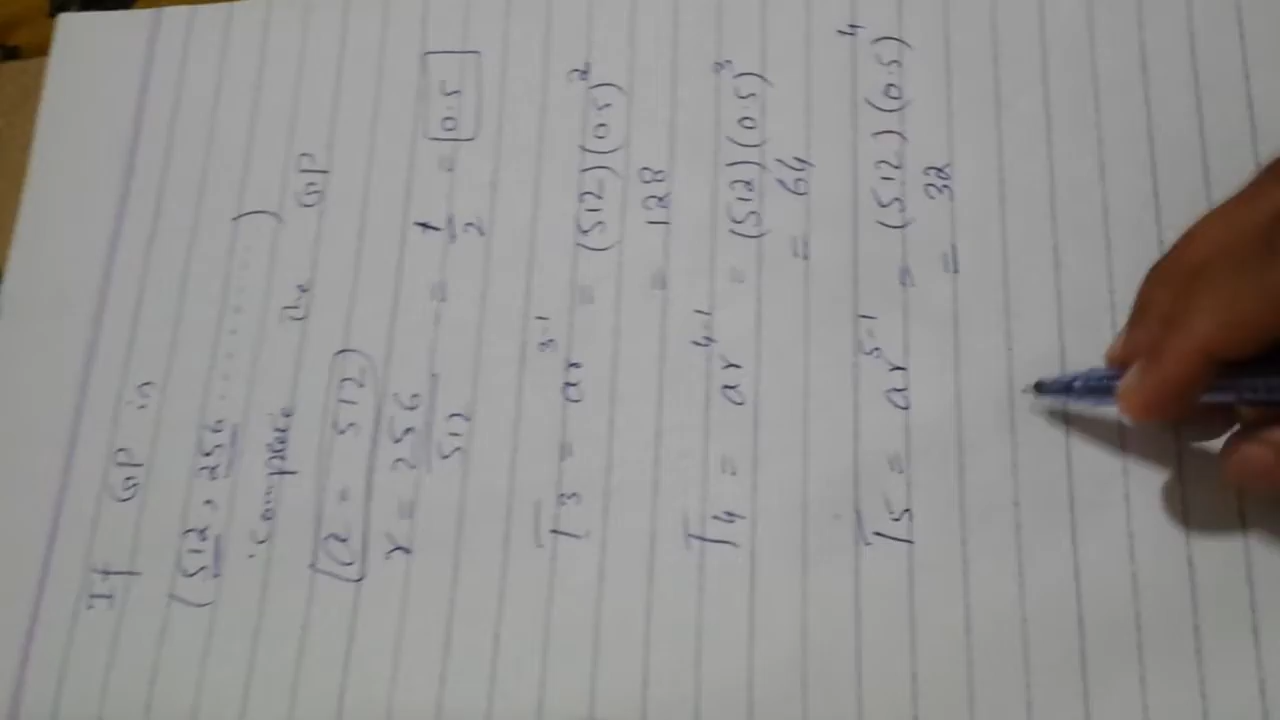 If GP in
(512, 256.........)
complete the GP
a = 512
r = 256/512 = 1/2 = 0.5
T3 = ar^3-1 = (512)(0.5)^2
= 128
T4 = ar^4-1 = (512)(0.5)^3
= 64
T5 = ar^5-1 = (512)(0.5)^4
= 32